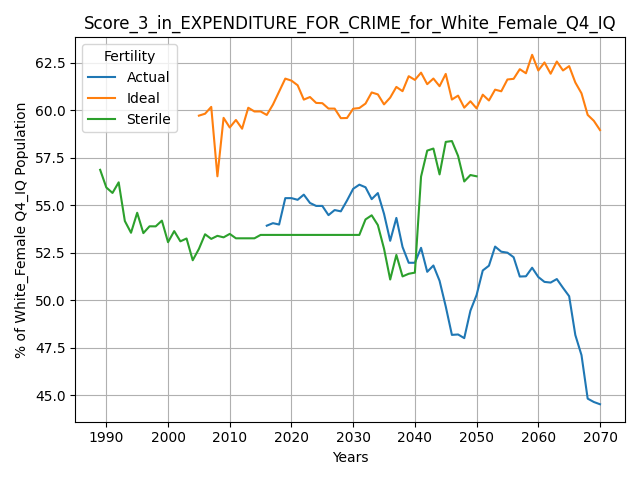 Score_3_in_EXPENDITURE_FOR_CRIME_for_White_Female_Q4_IQ
Fertility
Actual
Ideal
Sterile
% of White_Female Q4_IQ Population
62.5
60.0
57.5
55.0
52.5
50.0
47.5
45.0
1990 2000 2010 2020 2030 2040 2050 2060 2070
Years